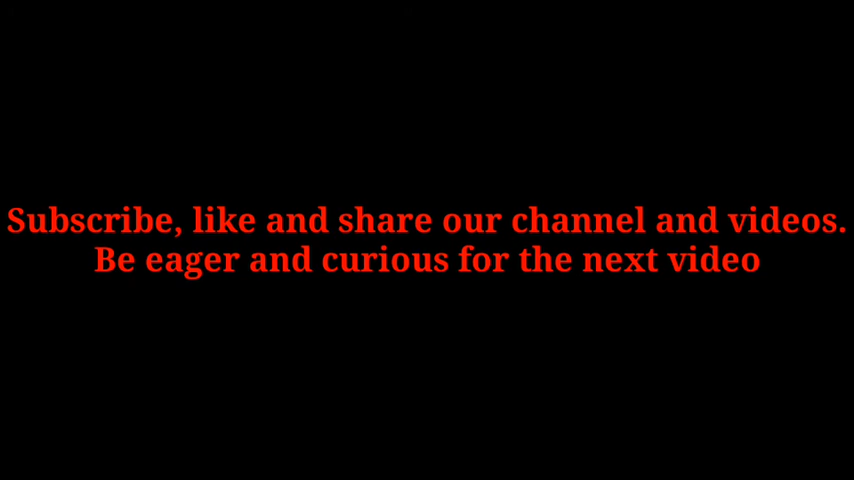 Subscribe, like and share our channel and videos.
Be eager and curious for the next video